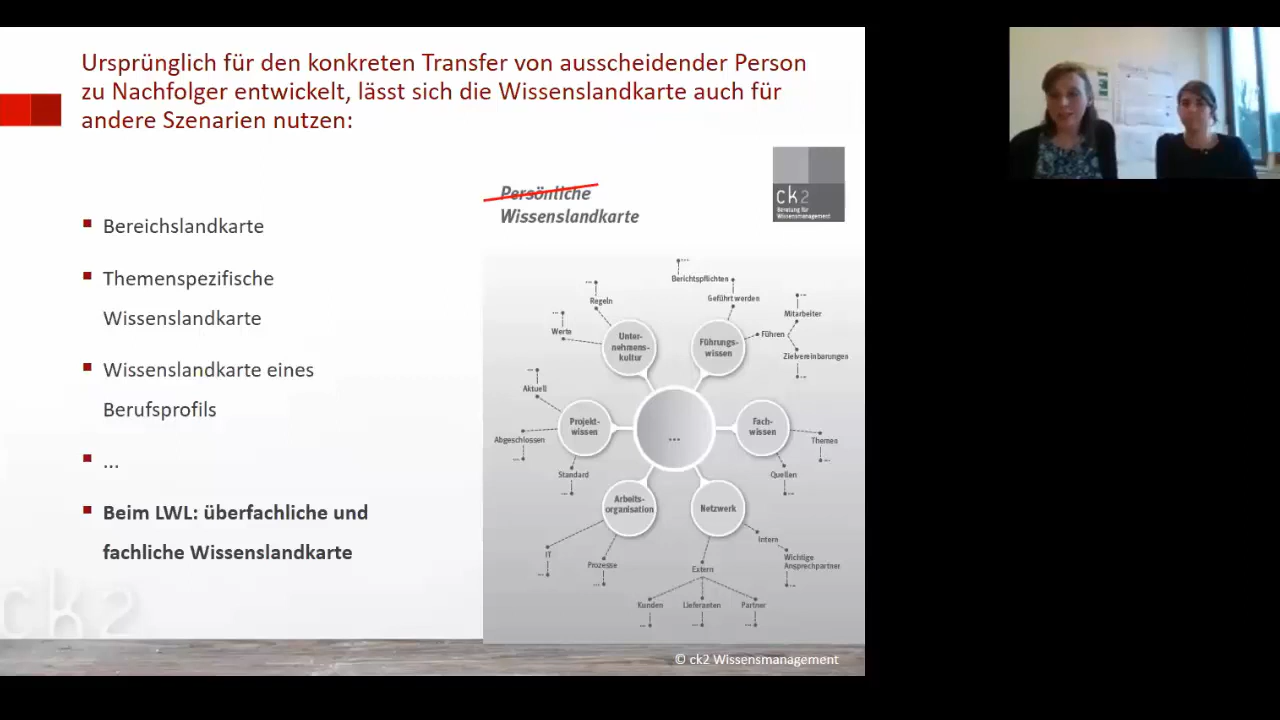 Ursprünglich für den konkreten Transfer von ausscheidender Person
zu Nachfolger entwickelt, lässt sich die Wissenslandkarte auch für
andere Szenarien nutzen:
Bereichslandkarte
Themenspezifische
Wissenslandkarte
Wissenslandkarte eines
Berufsprofils
...
Beim LWL: überfachliche und
fachliche Wissenslandkarte
Persönliche
Wissenslandkarte
ck2
Beratung für
Wissensmanagement
...
Berichtspflichten
Geführt werden
...
Mitarbeiter
Führen
Zielvereinbarungen
...
Führungs-
wissen
...
Regeln
...
Werte
Unter-
nehmens-
kultur
...
Aktuell
Projekt-
wissen
Abgeschlossen
...
Standard
...
...
Fach-
wissen
Themen
...
Quellen
...
Arbeits-
organisation
IT
...
Prozesse
...
Netzwerk
Intern
Wichtige
Ansprechpartner
...
Extern
Kunden
Lieferanten
Partner
...
...
...
ck2
© ck2 Wissensmanagement